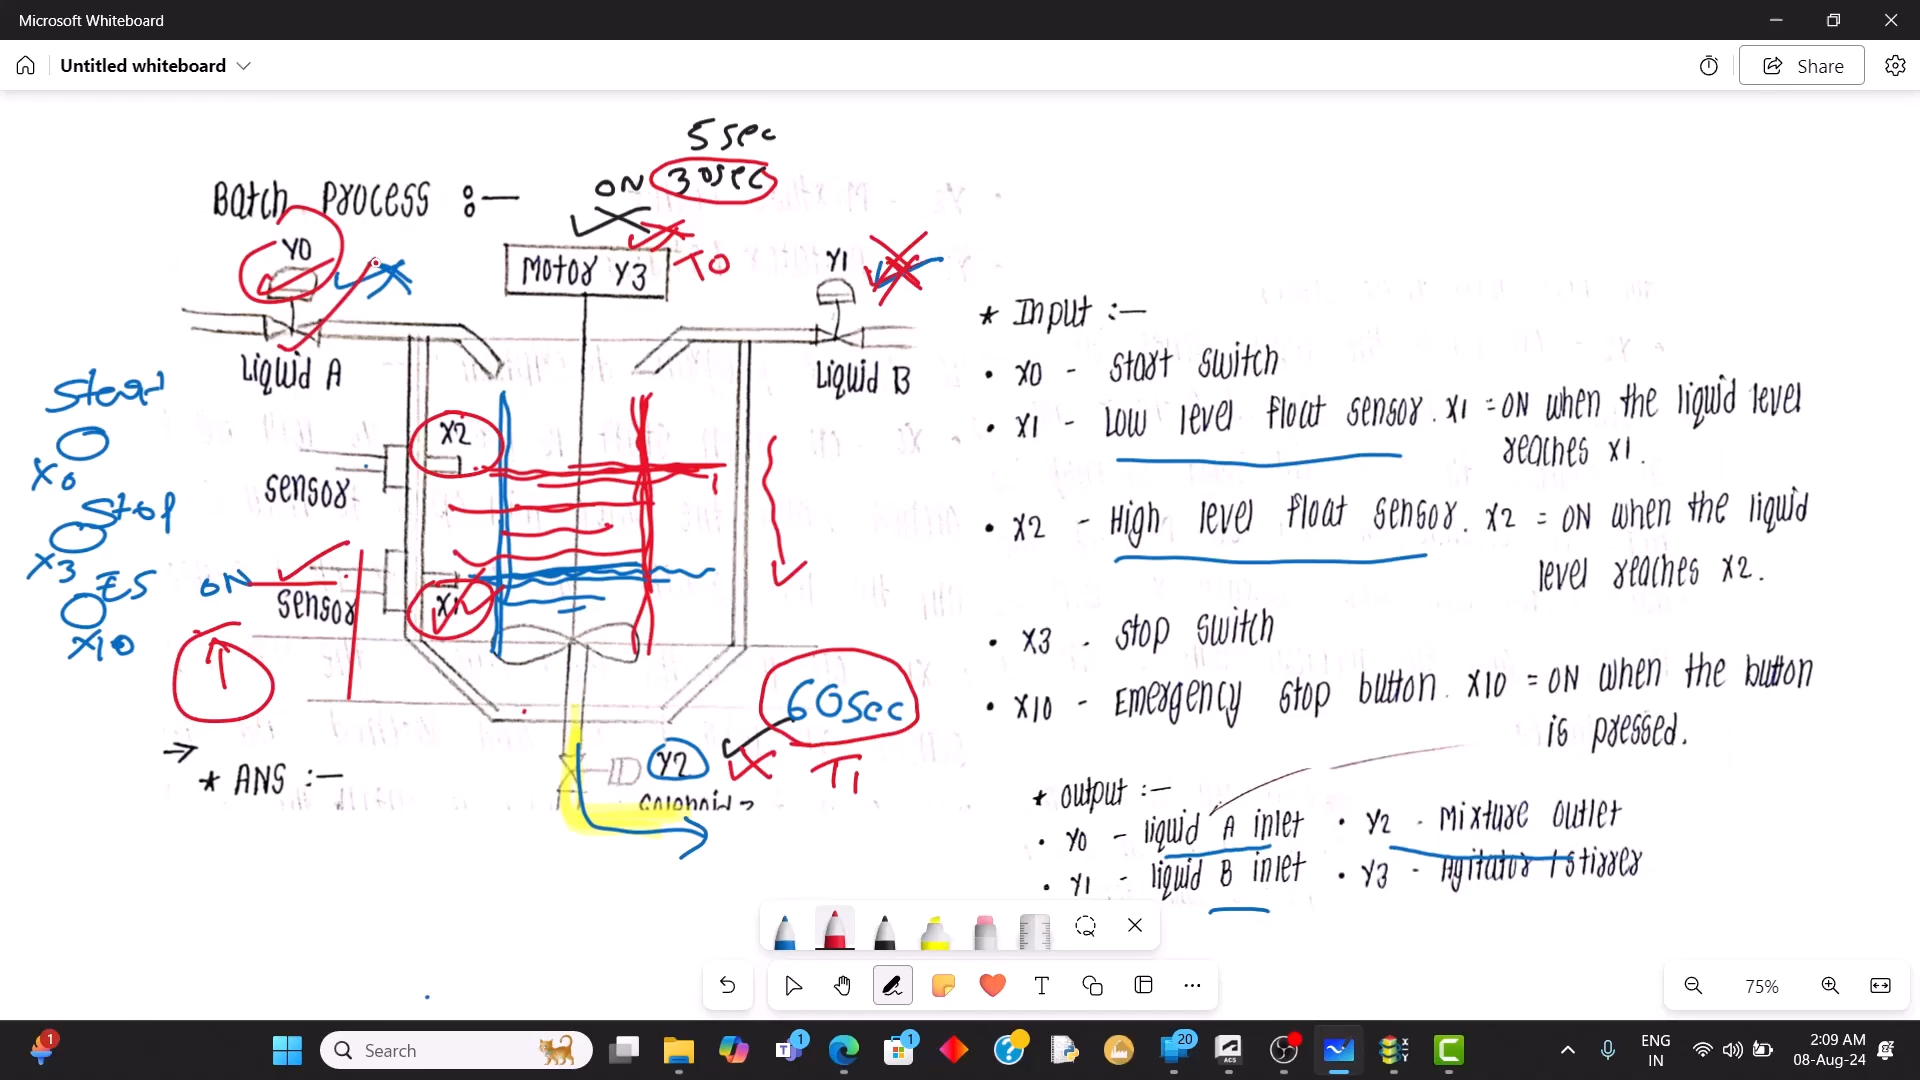 Microsoft Whiteboard
Untitled whiteboard
Share
5 sec
ON 30sec
Batch process :—
Y0
Motor Y3
T0
Y1
Liquid A
Liquid B
Start
X0
Stop
X3
ES
X10
X2
sensor
ON
sensor
X1
60sec
Y2
T1
→
* ANS :—
* Input :—
• X0 - start switch
• X1 - Low level float sensor. X1 = ON when the liquid level
reaches X1.
• X2 - High level float sensor. X2 = ON when the liquid
level reaches X2.
• X3 - stop switch
• X10 - Emergency stop button. X10 = ON when the button
is pressed.
* output :—
• Y0 - liquid A inlet • Y2 - Mixture outlet
• Y1 - liquid B inlet • Y3 - Agitator / stirrer
75%
1
Search
1
1
20
ACS
X
Y
ENG
IN
2:09 AM
08-Aug-24